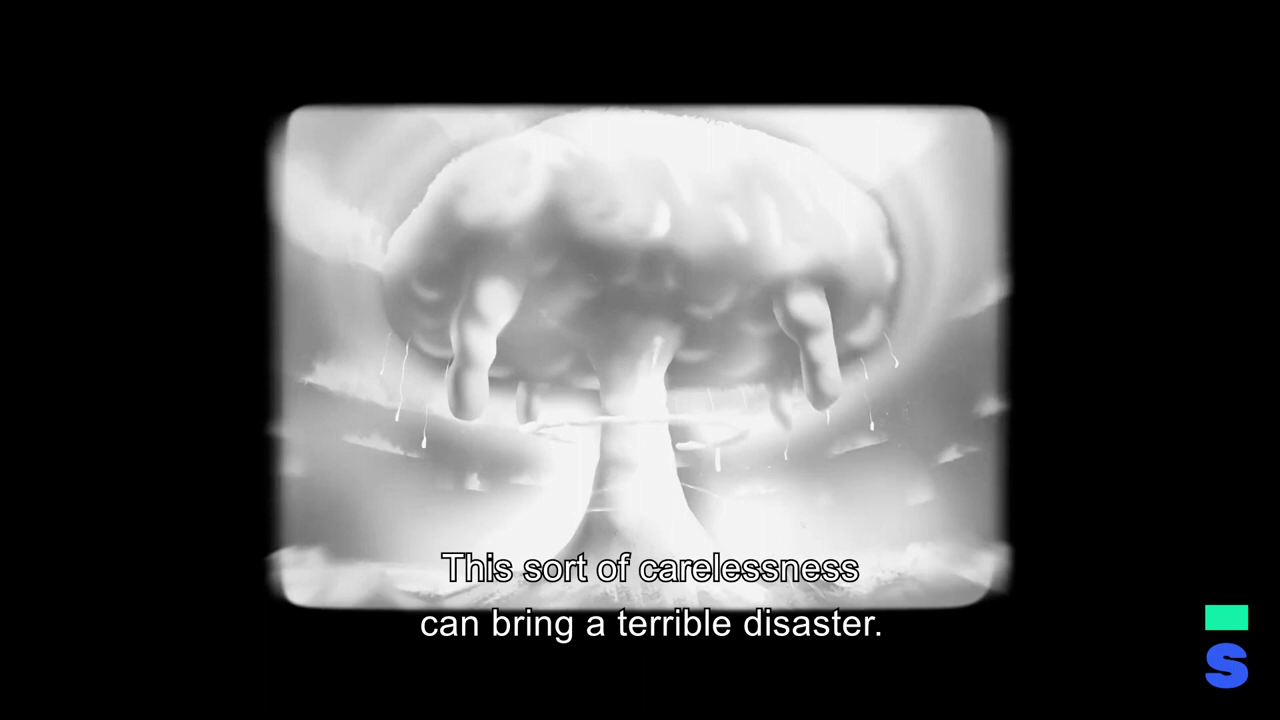 This sort of carelessness
can bring a terrible disaster.
S